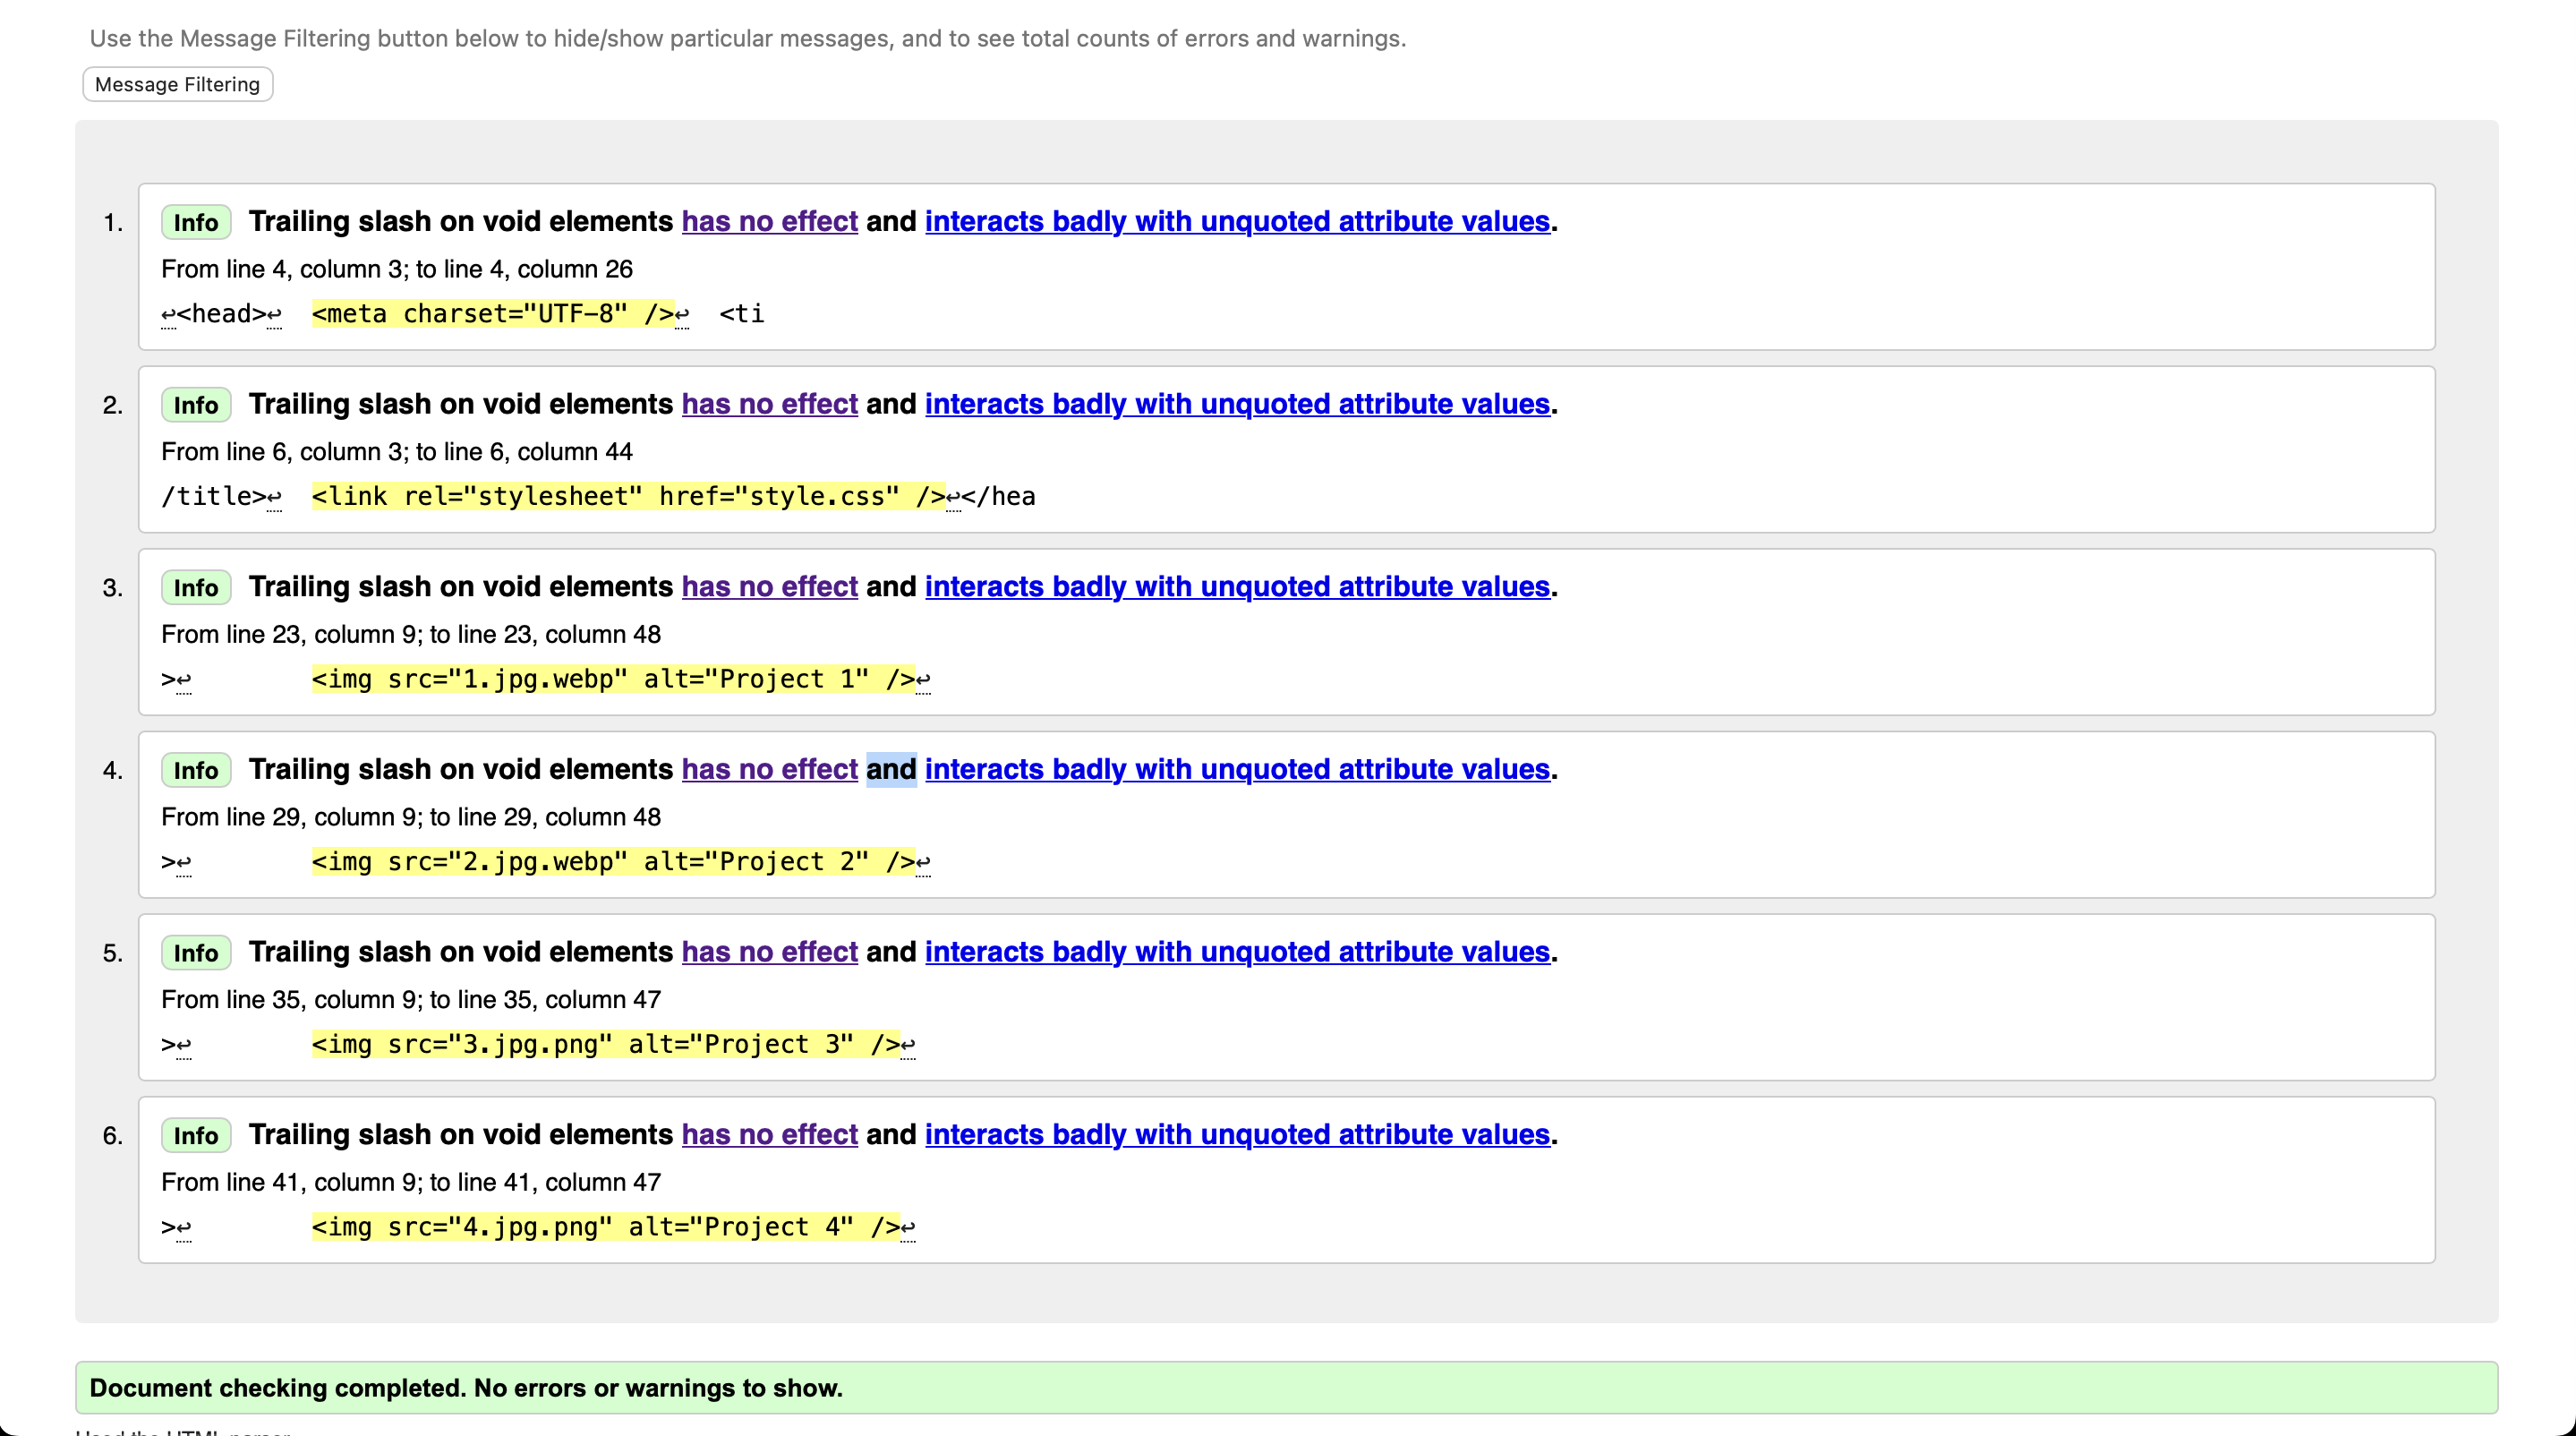 Use the Message Filtering button below to hide/show particular messages, and to see total counts of errors and warnings.
Message Filtering
1. Info Trailing slash on void elements has no effect and interacts badly with unquoted attribute values.
From line 4, column 3; to line 4, column 26
↩<head>↩  <meta charset="UTF-8" />↩  <ti
2. Info Trailing slash on void elements has no effect and interacts badly with unquoted attribute values.
From line 6, column 3; to line 6, column 44
/title>↩  <link rel="stylesheet" href="style.css" />↩</hea
3. Info Trailing slash on void elements has no effect and interacts badly with unquoted attribute values.
From line 23, column 9; to line 23, column 48
>↩        <img src="1.jpg.webp" alt="Project 1" />↩
4. Info Trailing slash on void elements has no effect and interacts badly with unquoted attribute values.
From line 29, column 9; to line 29, column 48
>↩        <img src="2.jpg.webp" alt="Project 2" />↩
5. Info Trailing slash on void elements has no effect and interacts badly with unquoted attribute values.
From line 35, column 9; to line 35, column 47
>↩        <img src="3.jpg.png" alt="Project 3" />↩
6. Info Trailing slash on void elements has no effect and interacts badly with unquoted attribute values.
From line 41, column 9; to line 41, column 47
>↩        <img src="4.jpg.png" alt="Project 4" />↩
Document checking completed. No errors or warnings to show.